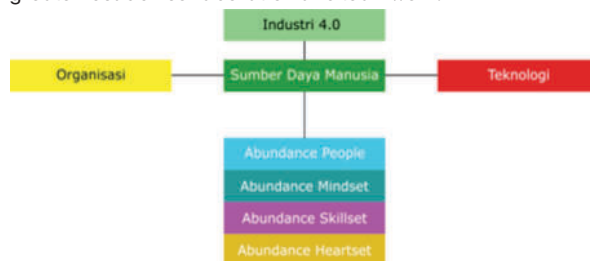 Industri 4.0
Organisasi
Sumber Daya Manusia
Teknologi
Abundance People
Abundance Mindset
Abundance Skillset
Abundance Heartset